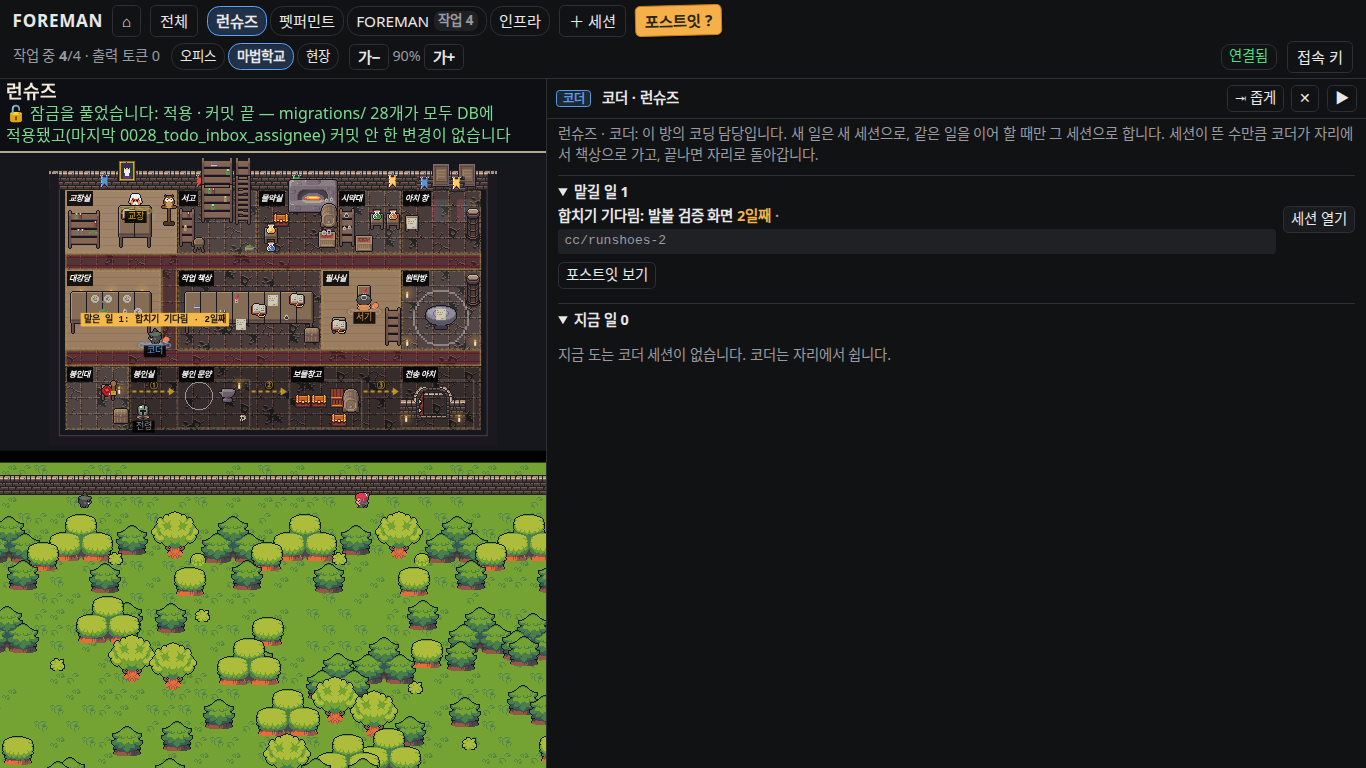 FOREMAN ⌂ 전체 런슈즈 펫퍼민트 FOREMAN 작업 4 인프라 ＋ 세션 포스트잇 ?
작업 중 4/4 · 출력 토큰 0 오피스 마법학교 현장 가− 90% 가+ 연결됨 접속 키
런슈즈
🔓 잠금을 풀었습니다: 적용 · 커밋 끝 — migrations/ 28개가 모두 DB에
적용됐고(마지막 0028_todo_inbox_assignee) 커밋 안 한 변경이 없습니다
교장실 서고 물약실 시약대 아치 창
교장
대강당 작업 책상 필사실 원탁방
맡은 일 1: 합치기 기다림 · 2일째
서기
코더
봉인대 봉인실 봉인 문양 보물창고 전송 아치
① ② ③
전령
코더 코더 · 런슈즈 ⇥ 좁게 ✕ ▶
런슈즈 · 코더: 이 방의 코딩 담당입니다. 새 일은 새 세션으로, 같은 일을 이어 할 때만 그 세션으로 합니다. 세션이 뜬 수만큼 코더가 자리에
서 책상으로 가고, 끝나면 자리로 돌아갑니다.
▼ 맡길 일 1
합치기 기다림: 발볼 검증 화면 2일째 · 세션 열기
cc/runshoes-2
포스트잇 보기
▼ 지금 일 0
지금 도는 코더 세션이 없습니다. 코더는 자리에서 쉽니다.